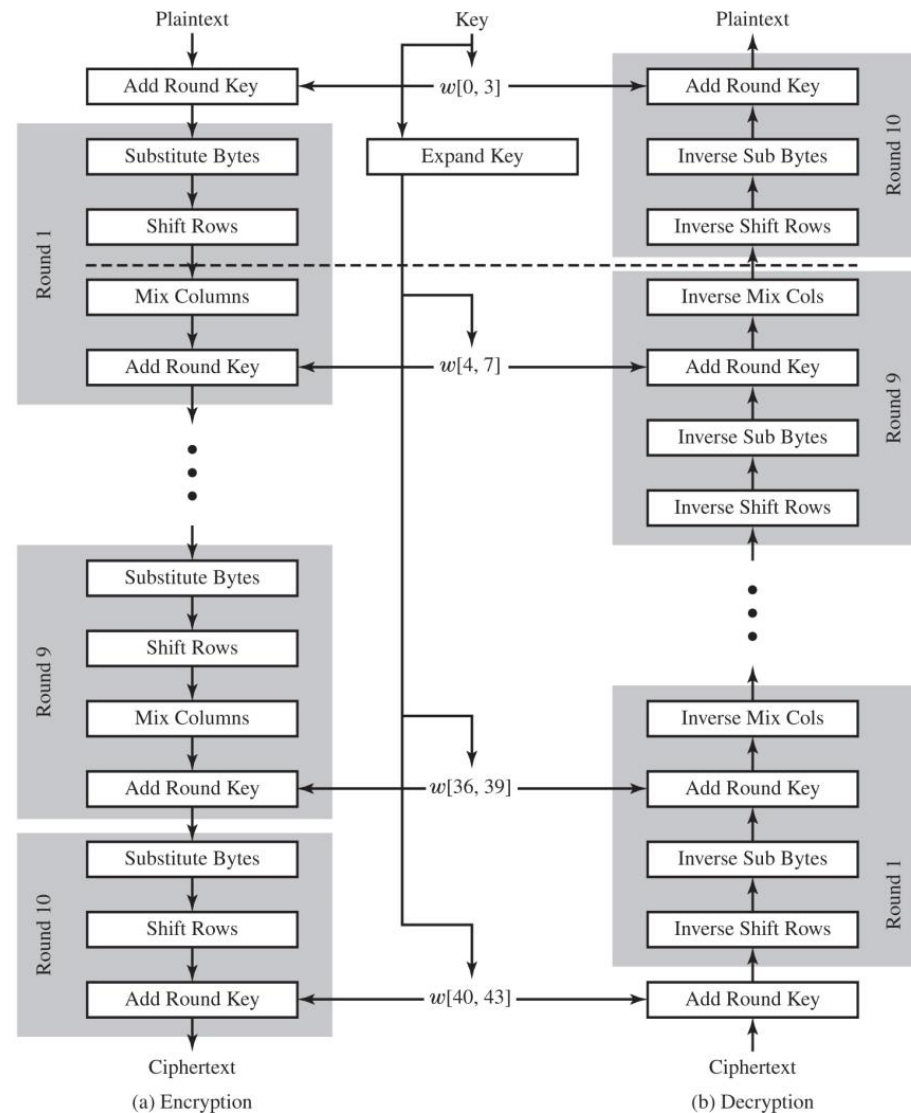 Plaintext
Key
Plaintext
Add Round Key
w[0, 3]
Add Round Key
Substitute Bytes
Expand Key
Inverse Sub Bytes
Round 10
Shift Rows
Inverse Shift Rows
Round 1
Mix Columns
Inverse Mix Cols
Add Round Key
w[4, 7]
Add Round Key
Round 9
Inverse Sub Bytes
Inverse Shift Rows
Substitute Bytes
Shift Rows
Round 9
Mix Columns
Inverse Mix Cols
Add Round Key
w[36, 39]
Add Round Key
Substitute Bytes
Inverse Sub Bytes
Round 1
Round 10
Shift Rows
Inverse Shift Rows
Add Round Key
w[40, 43]
Add Round Key
Ciphertext
Ciphertext
(a) Encryption
(b) Decryption